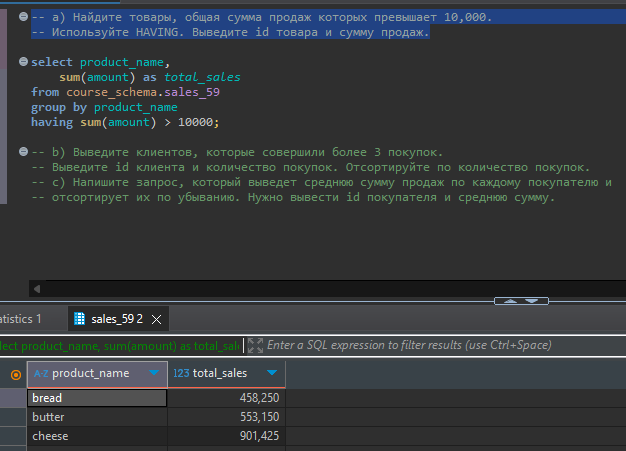 -- a) Найдите товары, общая сумма продаж которых превышает 10,000.
-- Используйте HAVING. Выведите id товара и сумму продаж.
select product_name,
sum(amount) as total_sales
from course_schema.sales_59
group by product_name
having sum(amount) > 10000;
-- b) Выведите клиентов, которые совершили более 3 покупок.
-- Выведите id клиента и количество покупок. Отсортируйте по количество покупок.
-- c) Напишите запрос, который выведет среднюю сумму продаж по каждому покупателю и
-- отсортирует их по убыванию. Нужно вывести id покупателя и среднюю сумму.
atistics 1 sales_59 2
lect product_name, sum(amount) as total_sale Enter a SQL expression to filter results (use Ctrl+Space)
A-Z product_name 123 total_sales
bread 458,250
butter 553,150
cheese 901,425